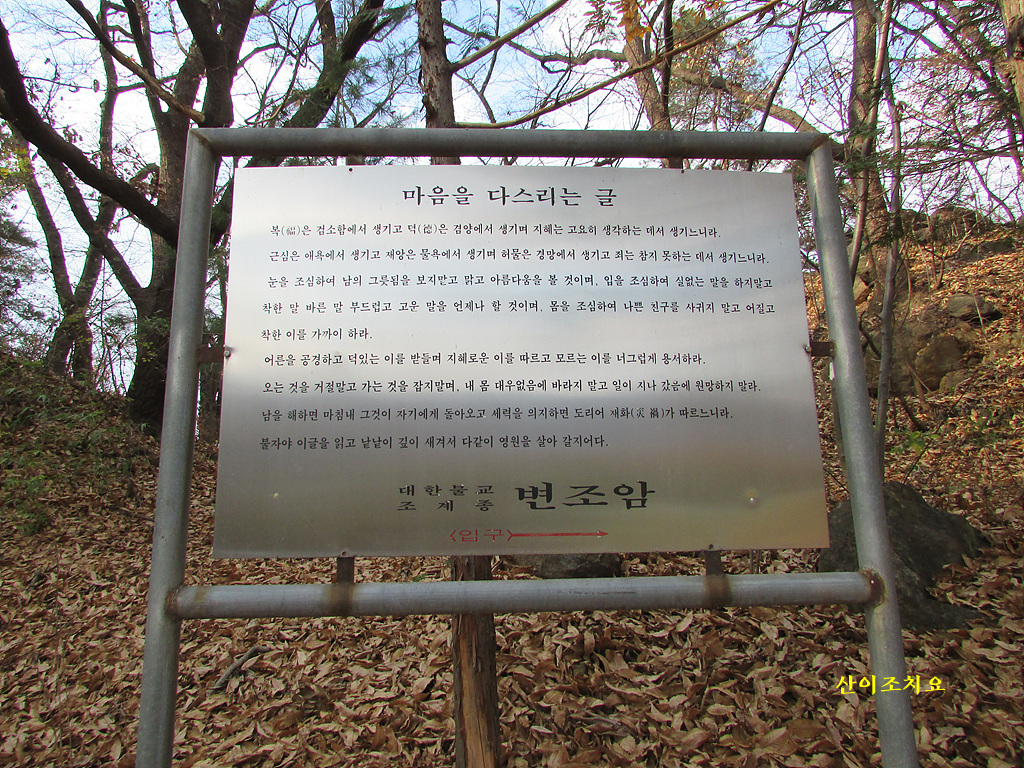 마음을 다스리는 글
복(福)은 검소함에서 생기고 덕(德)은 겸양에서 생기며 지혜는 고요히 생각하는 데서 생기느니라.
근심은 애욕에서 생기고 재앙은 물욕에서 생기며 허물은 경망에서 생기고 죄는 참지 못하는 데서 생기느니라.
눈을 조심하여 남의 그릇됨을 보지말고 맑고 아름다움을 볼 것이며, 입을 조심하여 실없는 말을 하지말고
착한 말 바른 말 부드럽고 고운 말을 언제나 할 것이며, 몸을 조심하여 나쁜 친구를 사귀지 말고 어질고
착한 이를 가까이 하라.
어른을 공경하고 덕있는 이를 받들며 지혜로운 이를 따르고 모르는 이를 너그럽게 용서하라.
오는 것을 거절말고 가는 것을 잡지말며, 내 몸 대우없음에 바라지 말고 일이 지나 갔음에 원망하지 말라.
남을 해하면 마침내 그것이 자기에게 돌아오고 세력을 의지하면 도리어 재화(災禍)가 따르느니라.
불자야 이글을 읽고 낱낱이 깊이 새겨서 다같이 영원을 살아 갈지어다.
대한불교
조계종 변조암
<입구>
산이조치요